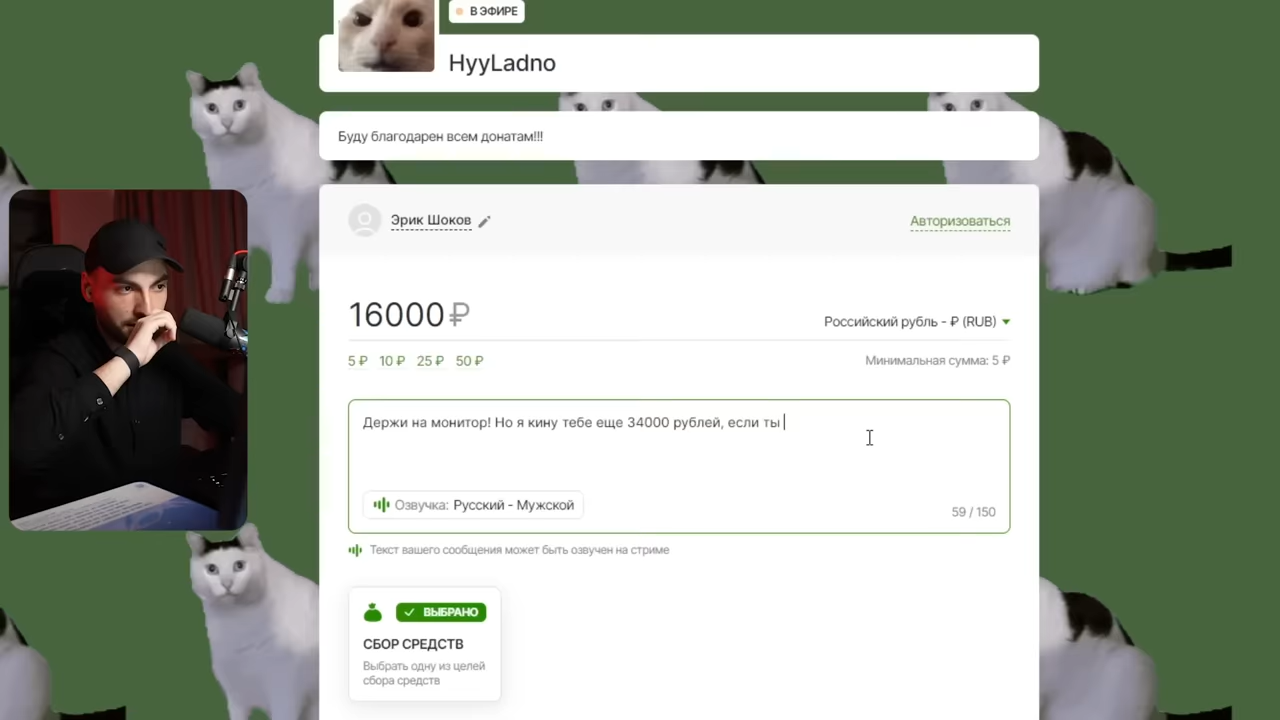 В ЭФИРЕ
HyyLadno
Буду благодарен всем донатам!!!
Эрик Шоков
Авторизоваться
16000 ₽
Российский рубль - ₽ (RUB)
5 ₽ 10 ₽ 25 ₽ 50 ₽
Минимальная сумма: 5 ₽
Держи на монитор! Но я кину тебе еще 34000 рублей, если ты
Озвучка: Русский - Мужской
59 / 150
Текст вашего сообщения может быть озвучен на стриме
ВЫБРАНО
СБОР СРЕДСТВ
Выбрать одну из целей
сбора средств